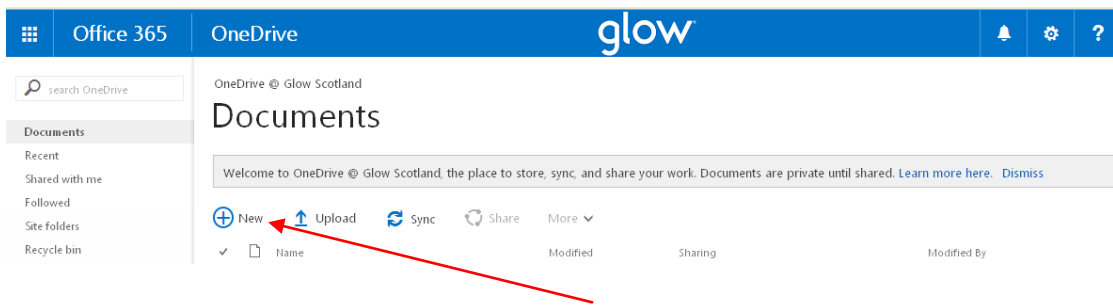 Office 365 OneDrive glow ?
search OneDrive
Documents
Recent
Shared with me
Followed
Site folders
Recycle bin
OneDrive @ Glow Scotland
Documents
Welcome to OneDrive @ Glow Scotland, the place to store, sync, and share your work. Documents are private until shared. Learn more here. Dismiss
New Upload Sync Share More
Name Modified Sharing Modified By